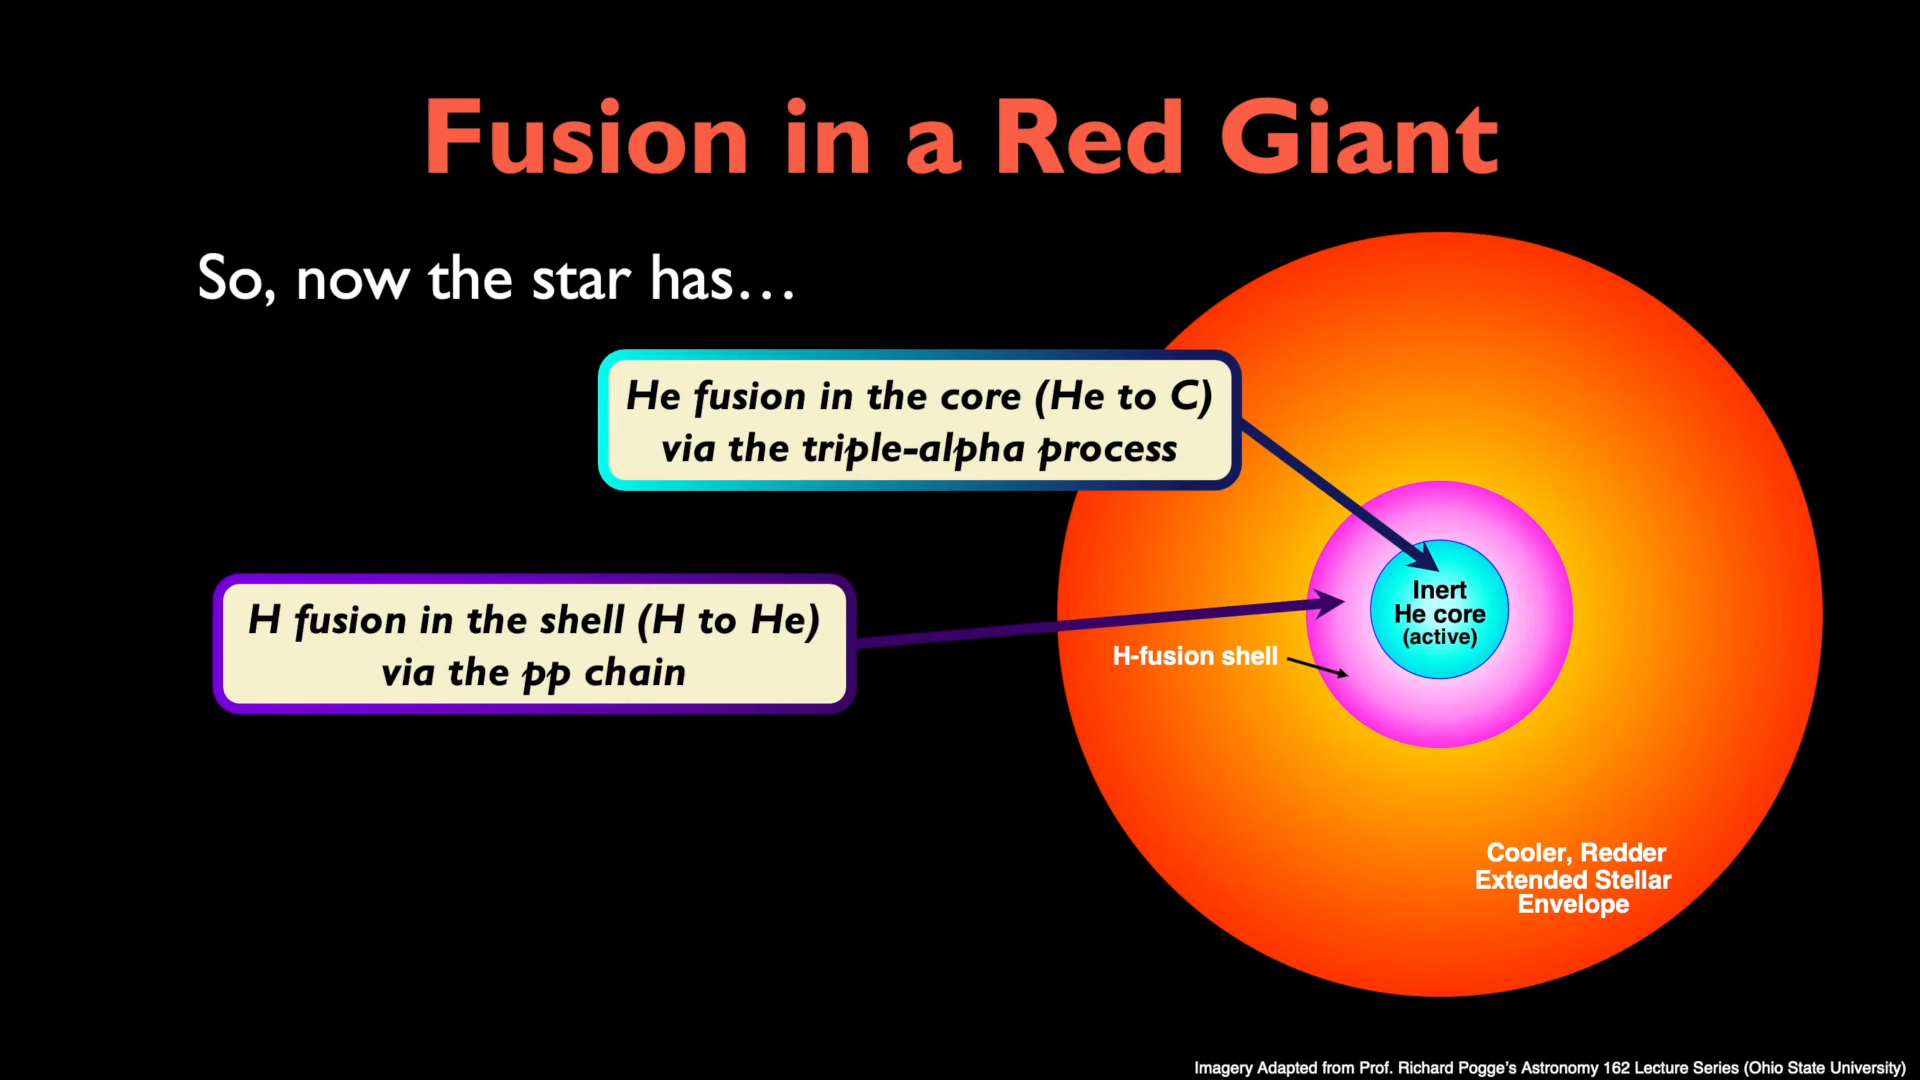 Fusion in a Red Giant
So, now the star has…
He fusion in the core (He to C)
via the triple-alpha process
H fusion in the shell (H to He)
via the pp chain
Inert
He core
(active)
H-fusion shell
Cooler, Redder
Extended Stellar
Envelope
Imagery Adapted from Prof. Richard Pogge’s Astronomy 162 Lecture Series (Ohio State University)